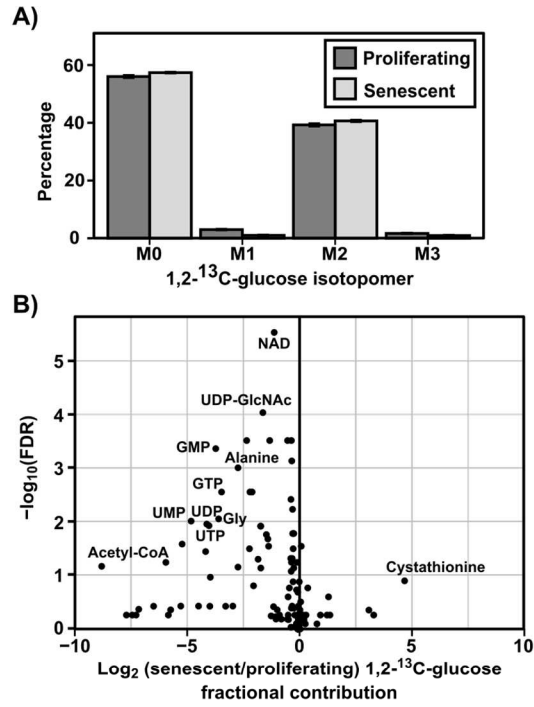 A)
Percentage
60
40
20
0
Proliferating
Senescent
M0 M1 M2 M3
1,2-¹³C-glucose isotopomer
B)
−log₁₀(FDR)
5
4
3
2
1
0
NAD
UDP-GlcNAc
GMP
Alanine
GTP
UMP UDP Gly
UTP
Acetyl-CoA
Cystathionine
−10 −5 0 5 10
Log₂ (senescent/proliferating) 1,2-¹³C-glucose
fractional contribution